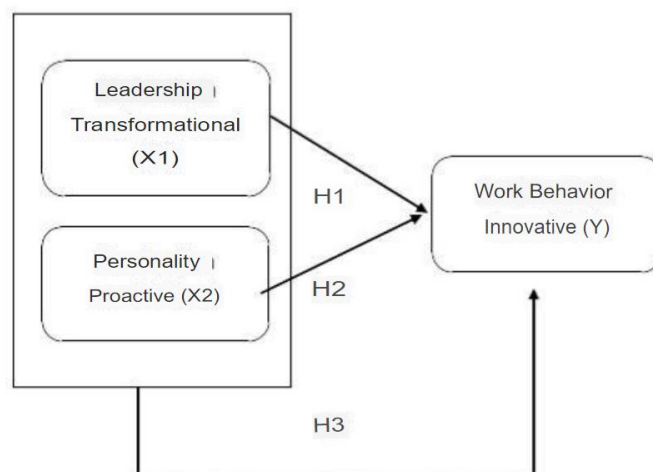 Leadership
Transformational
(X1)
Personality
Proactive (X2)
H1
H2
Work Behavior
Innovative (Y)
H3